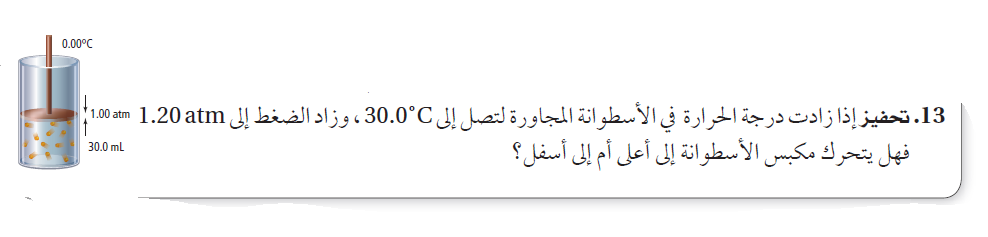 0.00°C
1.00 atm
30.0 mL
13. تحفيز إذا زادت درجة الحرارة في الأسطوانة المجاورة لتصل إلى 30.0°C، وزاد الضغط إلى 1.20 atm
فهل يتحرك مكبس الأسطوانة إلى أعلى أم إلى أسفل؟